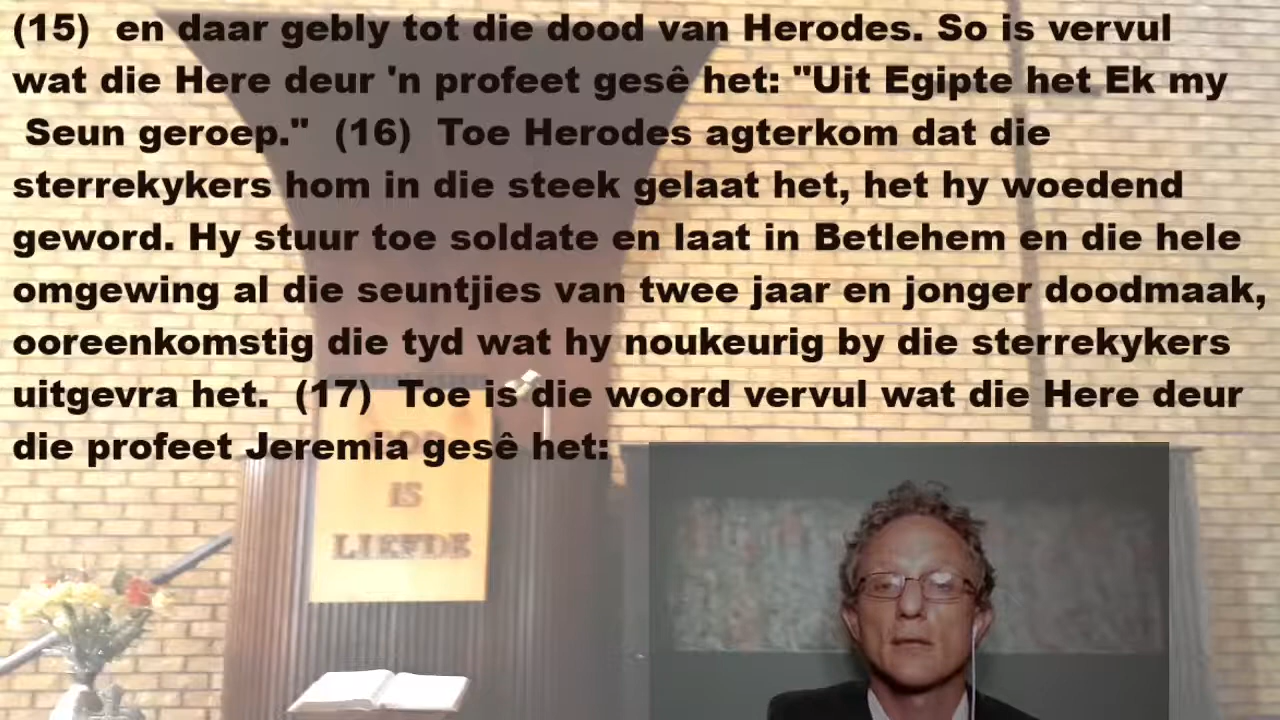 (15) en daar gebly tot die dood van Herodes. So is vervul
wat die Here deur 'n profeet gesê het: "Uit Egipte het Ek my
Seun geroep." (16) Toe Herodes agterkom dat die
sterrekykers hom in die steek gelaat het, het hy woedend
geword. Hy stuur toe soldate en laat in Betlehem en die hele
omgewing al die seuntjies van twee jaar en jonger doodmaak,
ooreenkomstig die tyd wat hy noukeurig by die sterrekykers
uitgevra het. (17) Toe is die woord vervul wat die Here deur
die profeet Jeremia gesê het:
GOD
IS
LIEFDE